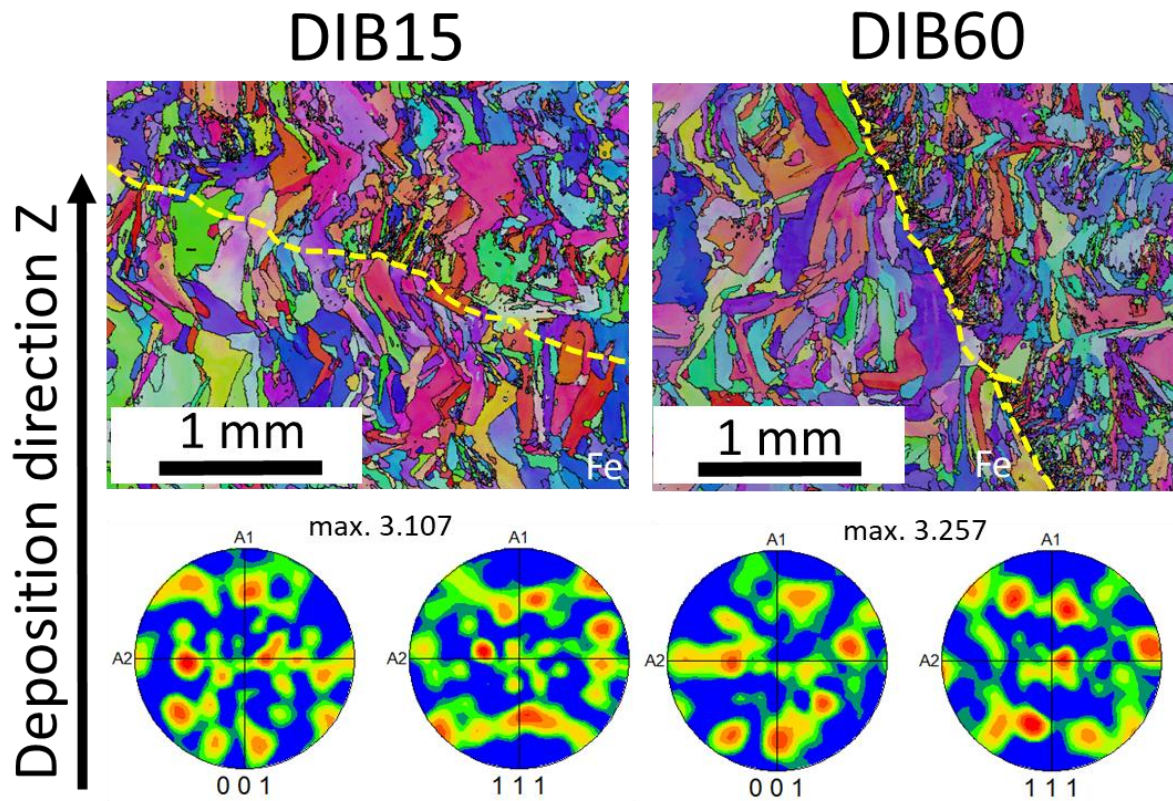 DIB15
DIB60
Deposition direction Z
1 mm
Fe
1 mm
Fe
max. 3.107
max. 3.257
A1
A2
0 0 1
A1
A2
1 1 1
A1
A2
0 0 1
A1
A2
1 1 1